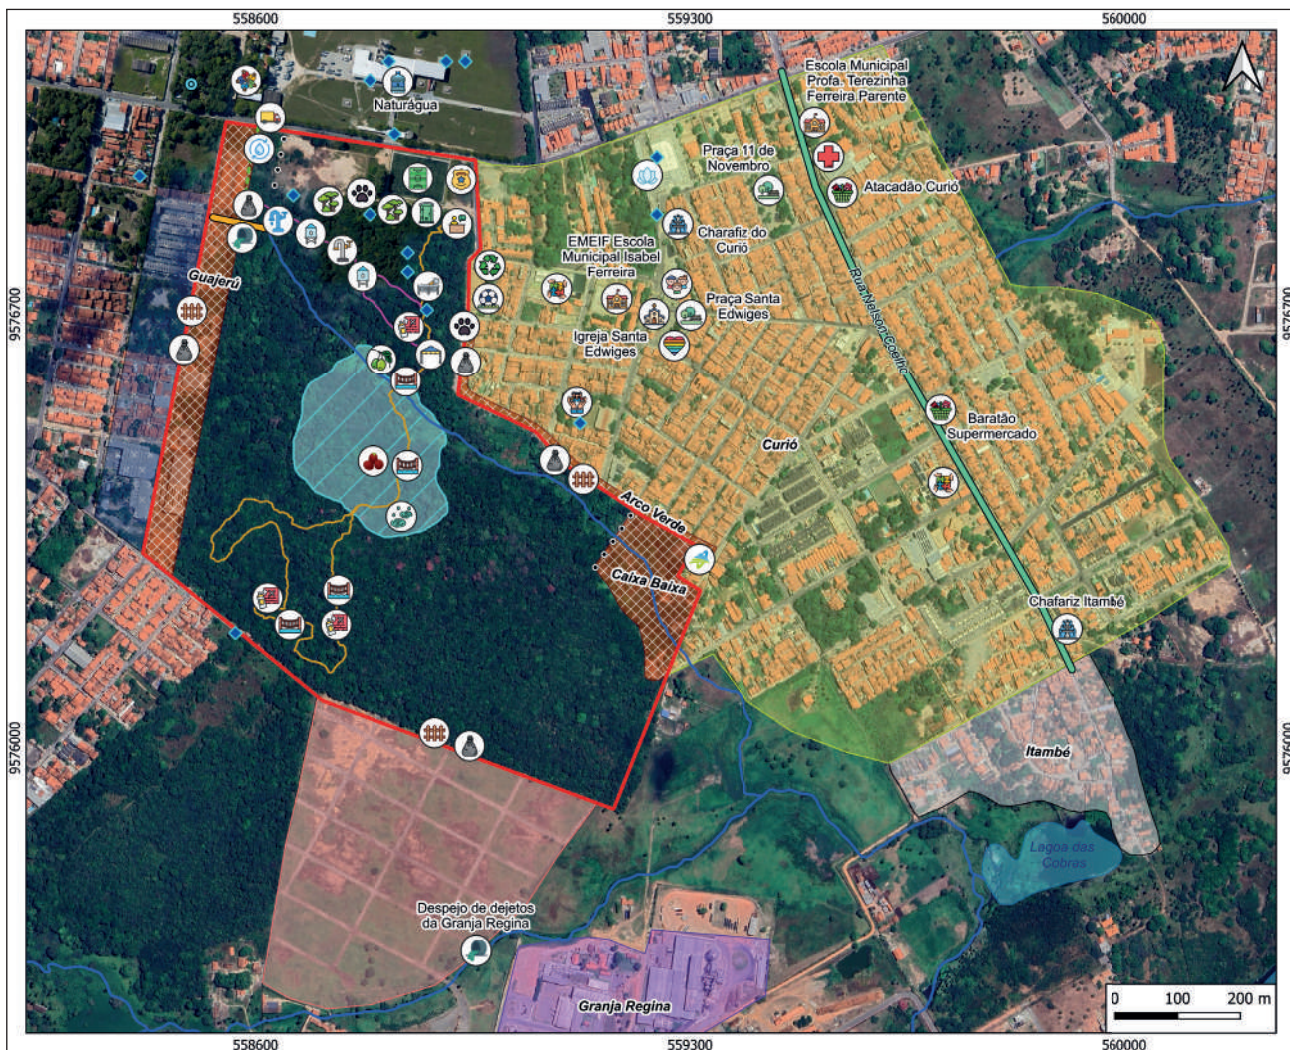 558600
559300
560000
9576700
9576000
9576700
9576000
Naturágua
Escola Municipal
Profa. Terezinha
Ferreira Parente
Praça 11 de
Novembro
Atacadão Curió
Charafiz do
Curió
EMEIF Escola
Municipal Isabel
Ferreira
Praça Santa
Edwiges
Igreja Santa
Edwiges
Rua Nelson Coelho
Guajerú
Baratão
Supermercado
Curió
Arco Verde
Caixa Baixa
Chafariz Itambé
Itambé
Lagoa das
Cobras
Despejo de dejetos
da Granja Regina
Granja Regina
0 100 200 m
558600
559300
560000